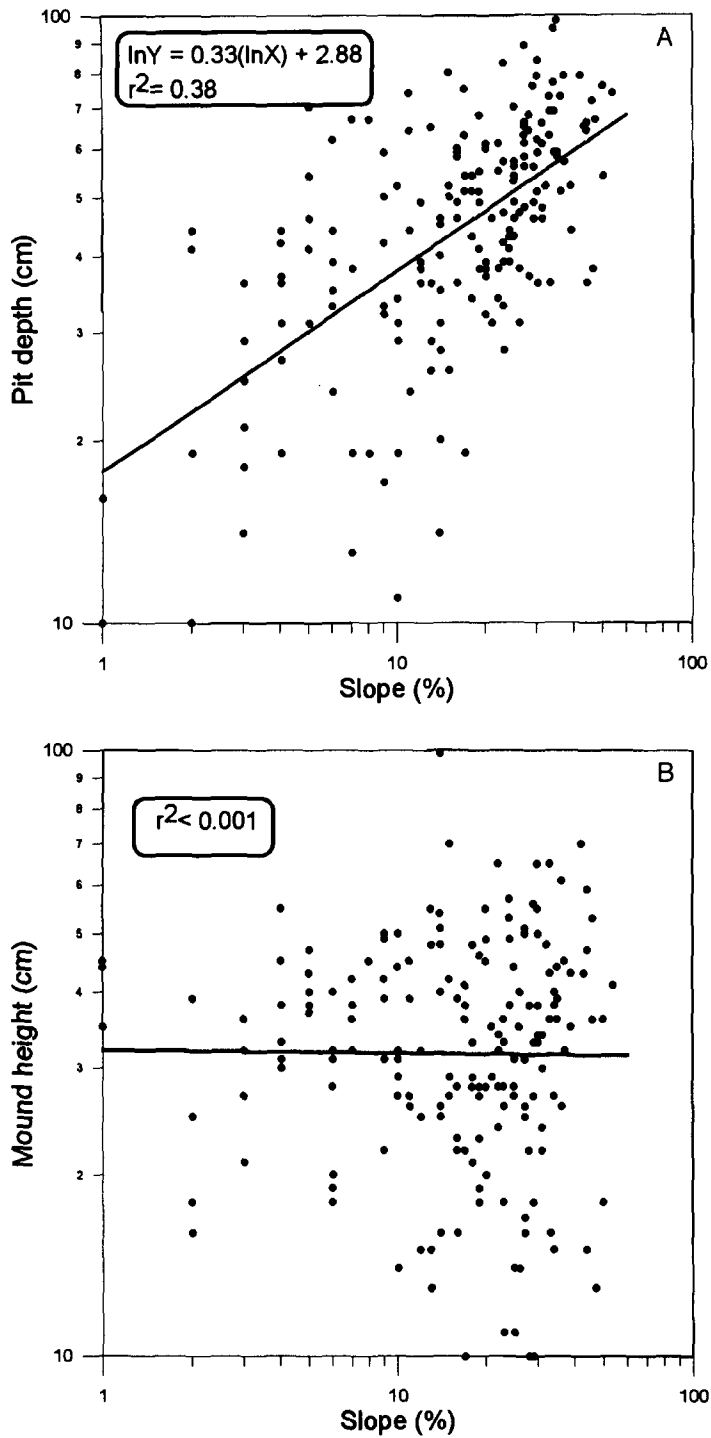 A
lnY = 0.33(lnX) + 2.88
r2= 0.38
100
9
8
7
6
5
4
3
2
10
Pit depth (cm)
1
10
100
Slope (%)
B
r2< 0.001
100
9
8
7
6
5
4
3
2
10
Mound height (cm)
1
10
100
Slope (%)